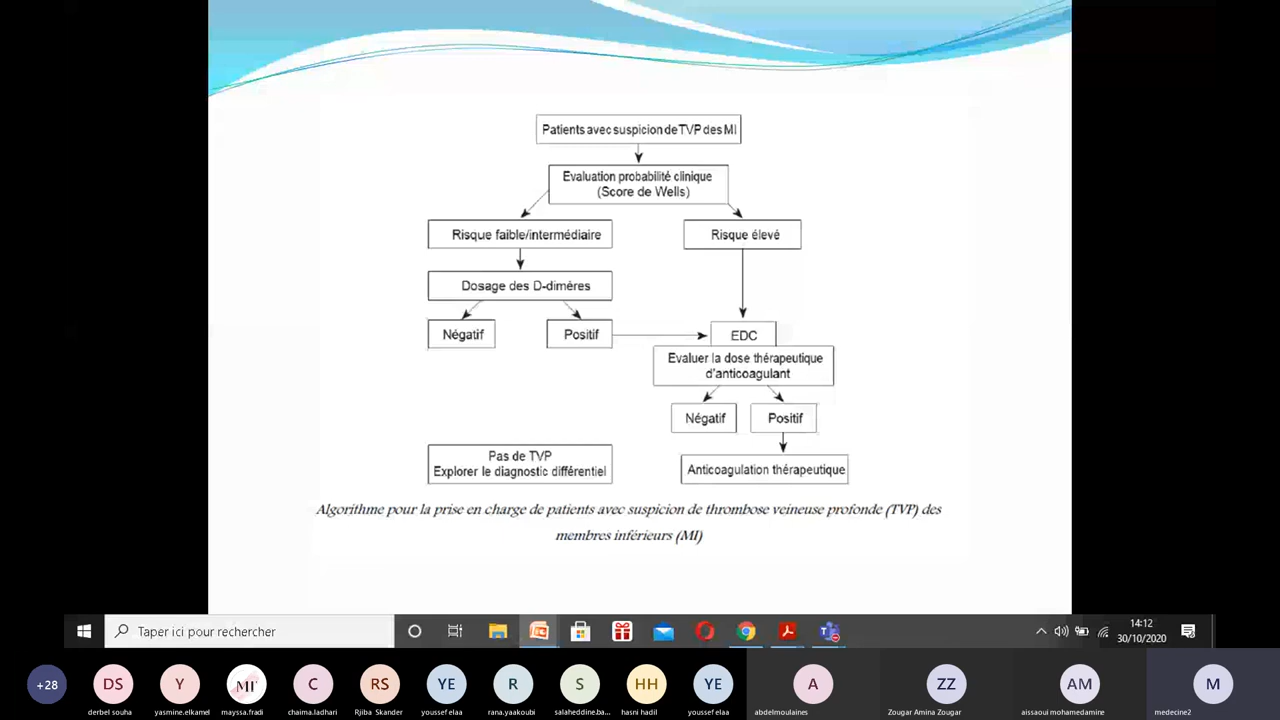 Patients avec suspicion de TVP des MI
Evaluation probabilité clinique
(Score de Wells)
Risque faible/intermédiaire
Risque élevé
Dosage des D-dimères
Négatif
Positif
EDC
Evaluer la dose thérapeutique
d'anticoagulant
Négatif
Positif
Pas de TVP
Explorer le diagnostic différentiel
Anticoagulation thérapeutique
Algorithme pour la prise en charge de patients avec suspicion de thrombose veineuse profonde (TVP) des
membres inférieurs (MI)
Taper ici pour rechercher
14:12
30/10/2020
+28
DS
Y
MF
C
RS
YE
R
S
HH
YE
A
ZZ
AM
M
derbel souha
yasmine.elkamel
mayssa.fradi
chaima.ladhari
Rjiba Skander
youssef elaa
rana.yaakoubi
salaheddine.ba...
hasni hadil
youssef elaa
abdelmoulaines
Zougar Amina Zougar
aissaoui mohamedamine
medecine2